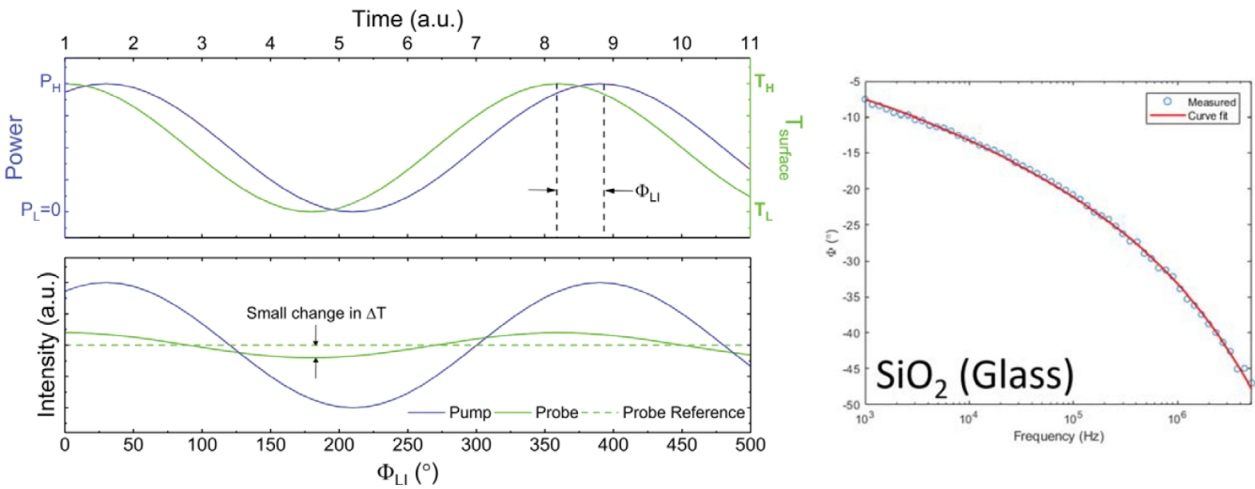 Time (a.u.)
1 2 3 4 5 6 7 8 9 10 11
Power
P_H
P_L=0
T_H
T_L
T_surface
Φ_LI
Intensity (a.u.)
Small change in ΔT
Pump Probe Probe Reference
0 50 100 150 200 250 300 350 400 450 500
Φ_LI (°)
-5
-10
-15
-20
-25
-30
-35
-40
-45
-50
Φ (°)
Measured
Curve fit
SiO₂ (Glass)
10³ 10⁴ 10⁵ 10⁶
Frequency (Hz)